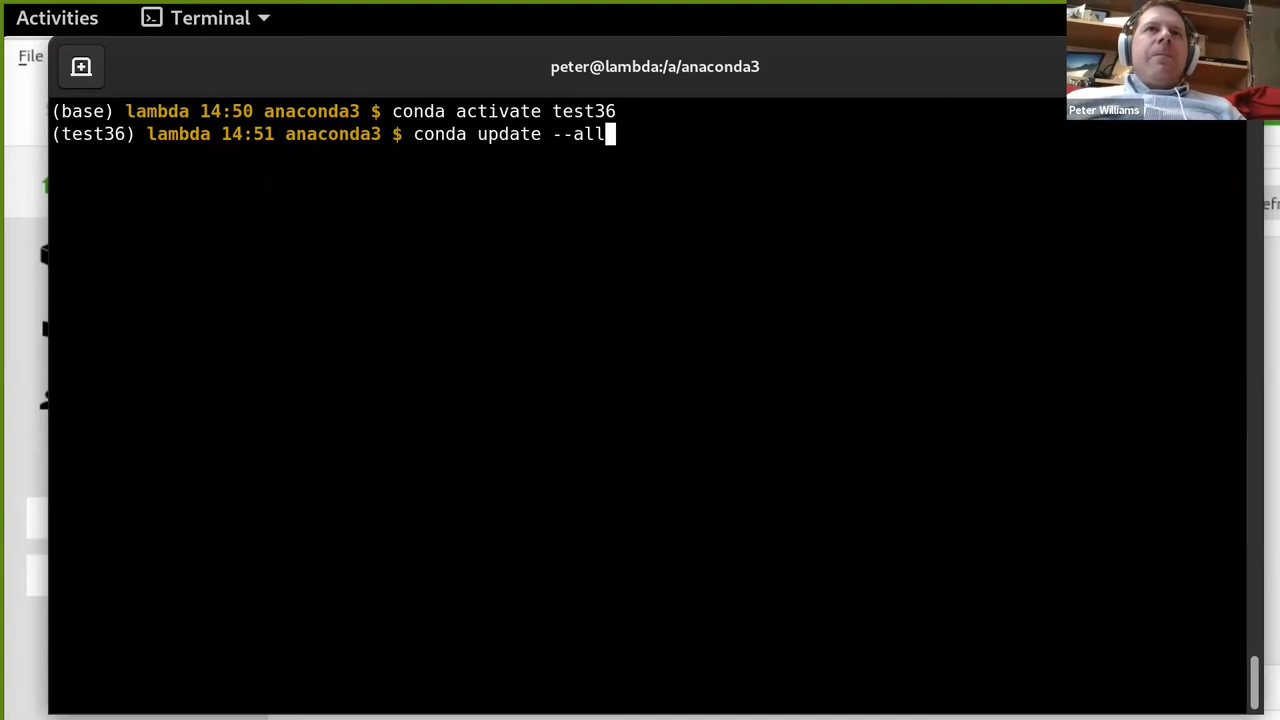 Activities Terminal
File
peter@lambda:/a/anaconda3
Peter Williams
(base) lambda 14:50 anaconda3 $ conda activate test36
(test36) lambda 14:51 anaconda3 $ conda update --all